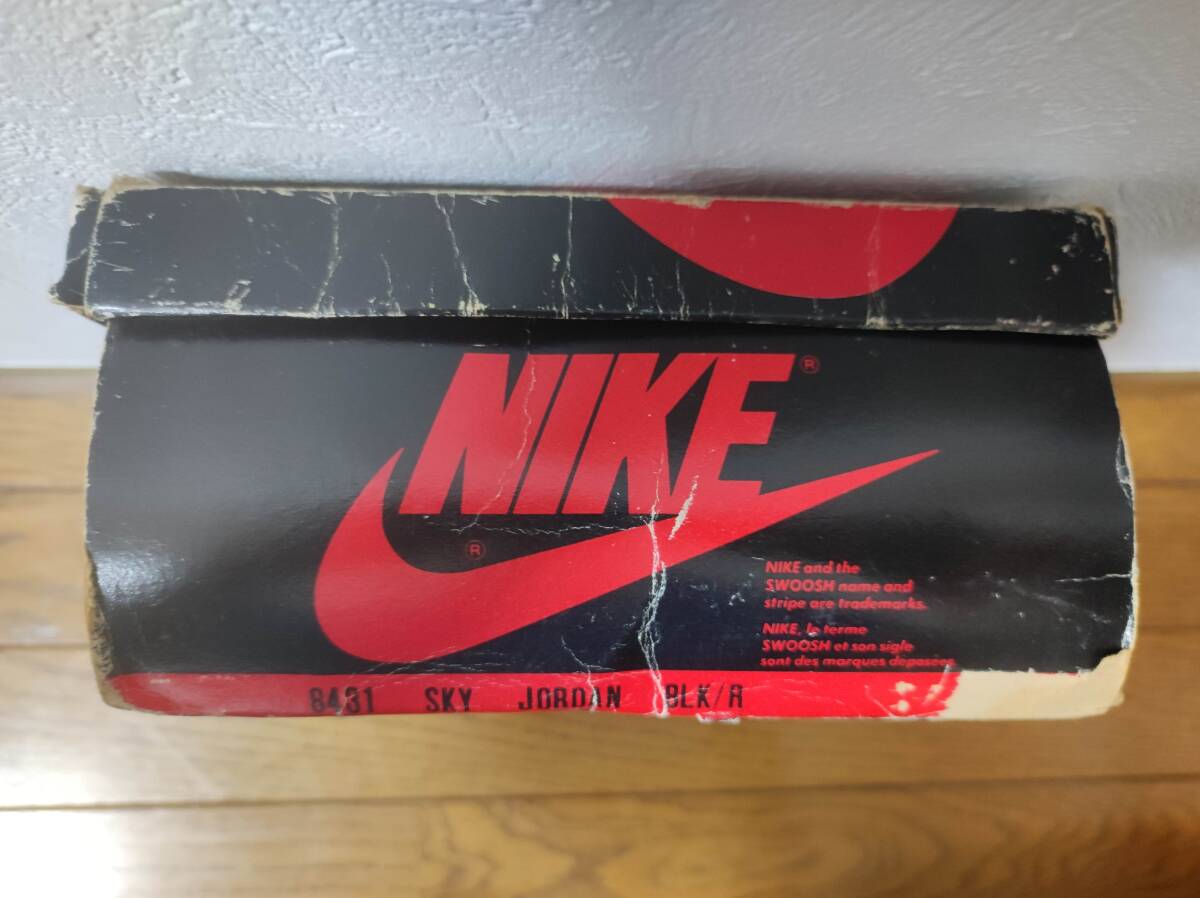 NIKE®
®
NIKE and the
SWOOSH name and
stripe are trademarks.
NIKE, le terme
SWOOSH et son sigle
sont des marques deposées.
8431 SKY JORDAN BLK/R